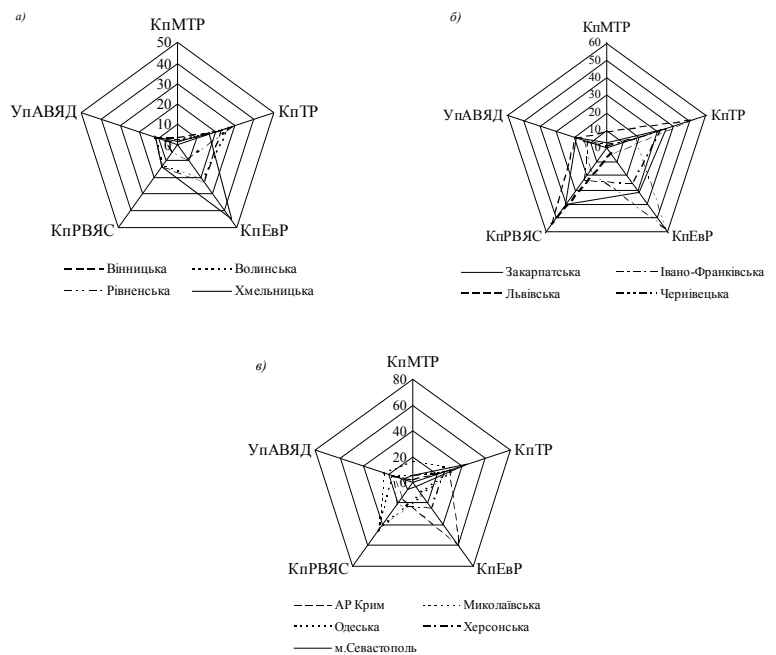 а)
КпМТР
50
40
30
20
10
0
УпАВЯД
КпТР
КпРВЯС
КпЕвР
Вінницька
Волинська
Рівненська
Хмельницька
б)
КпМТР
60
50
40
30
20
10
0
УпАВЯД
КпТР
КпРВЯС
КпЕвР
Закарпатська
Івано-Франківська
Львівська
Чернівецька
в)
КпМТР
80
60
40
20
0
УпАВЯД
КпТР
КпРВЯС
КпЕвР
АР Крим
Миколаївська
Одеська
Херсонська
м.Севастополь